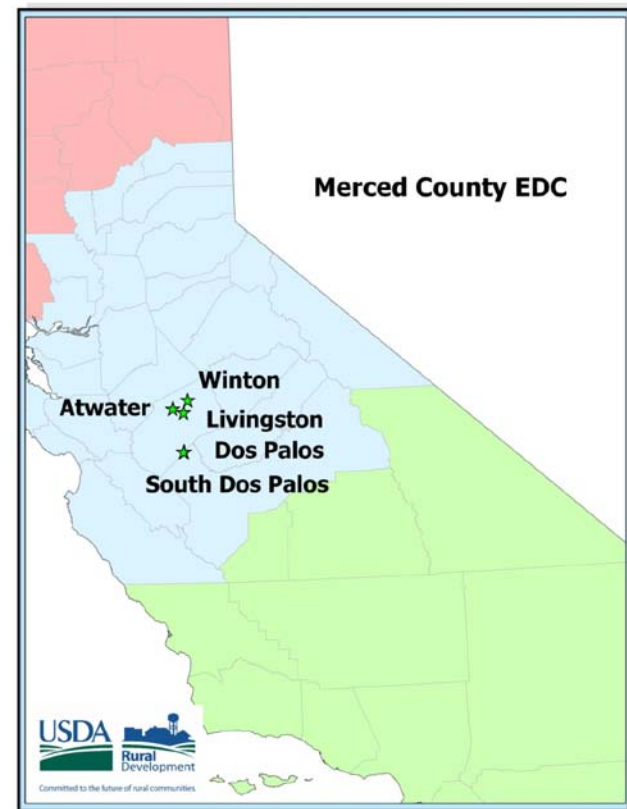 Merced County EDC
Winton
Atwater
Livingston
Dos Palos
South Dos Palos
USDA
Rural
Development
Committed to the future of rural communities.